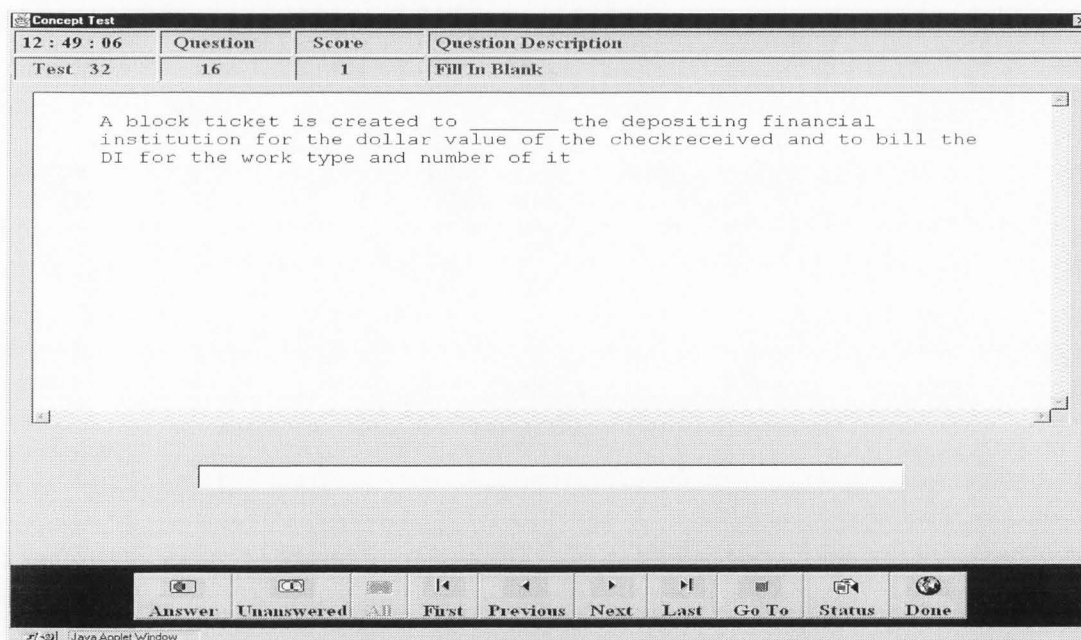 Concept Test
12 : 49 : 06 Question Score Question Description
Test 32 16 1 Fill In Blank
A block ticket is created to _______ the depositing financial
institution for the dollar value of the checkreceived and to bill the
DI for the work type and number of it
Answer Unanswered All First Previous Next Last Go To Status Done
Java Applet Window